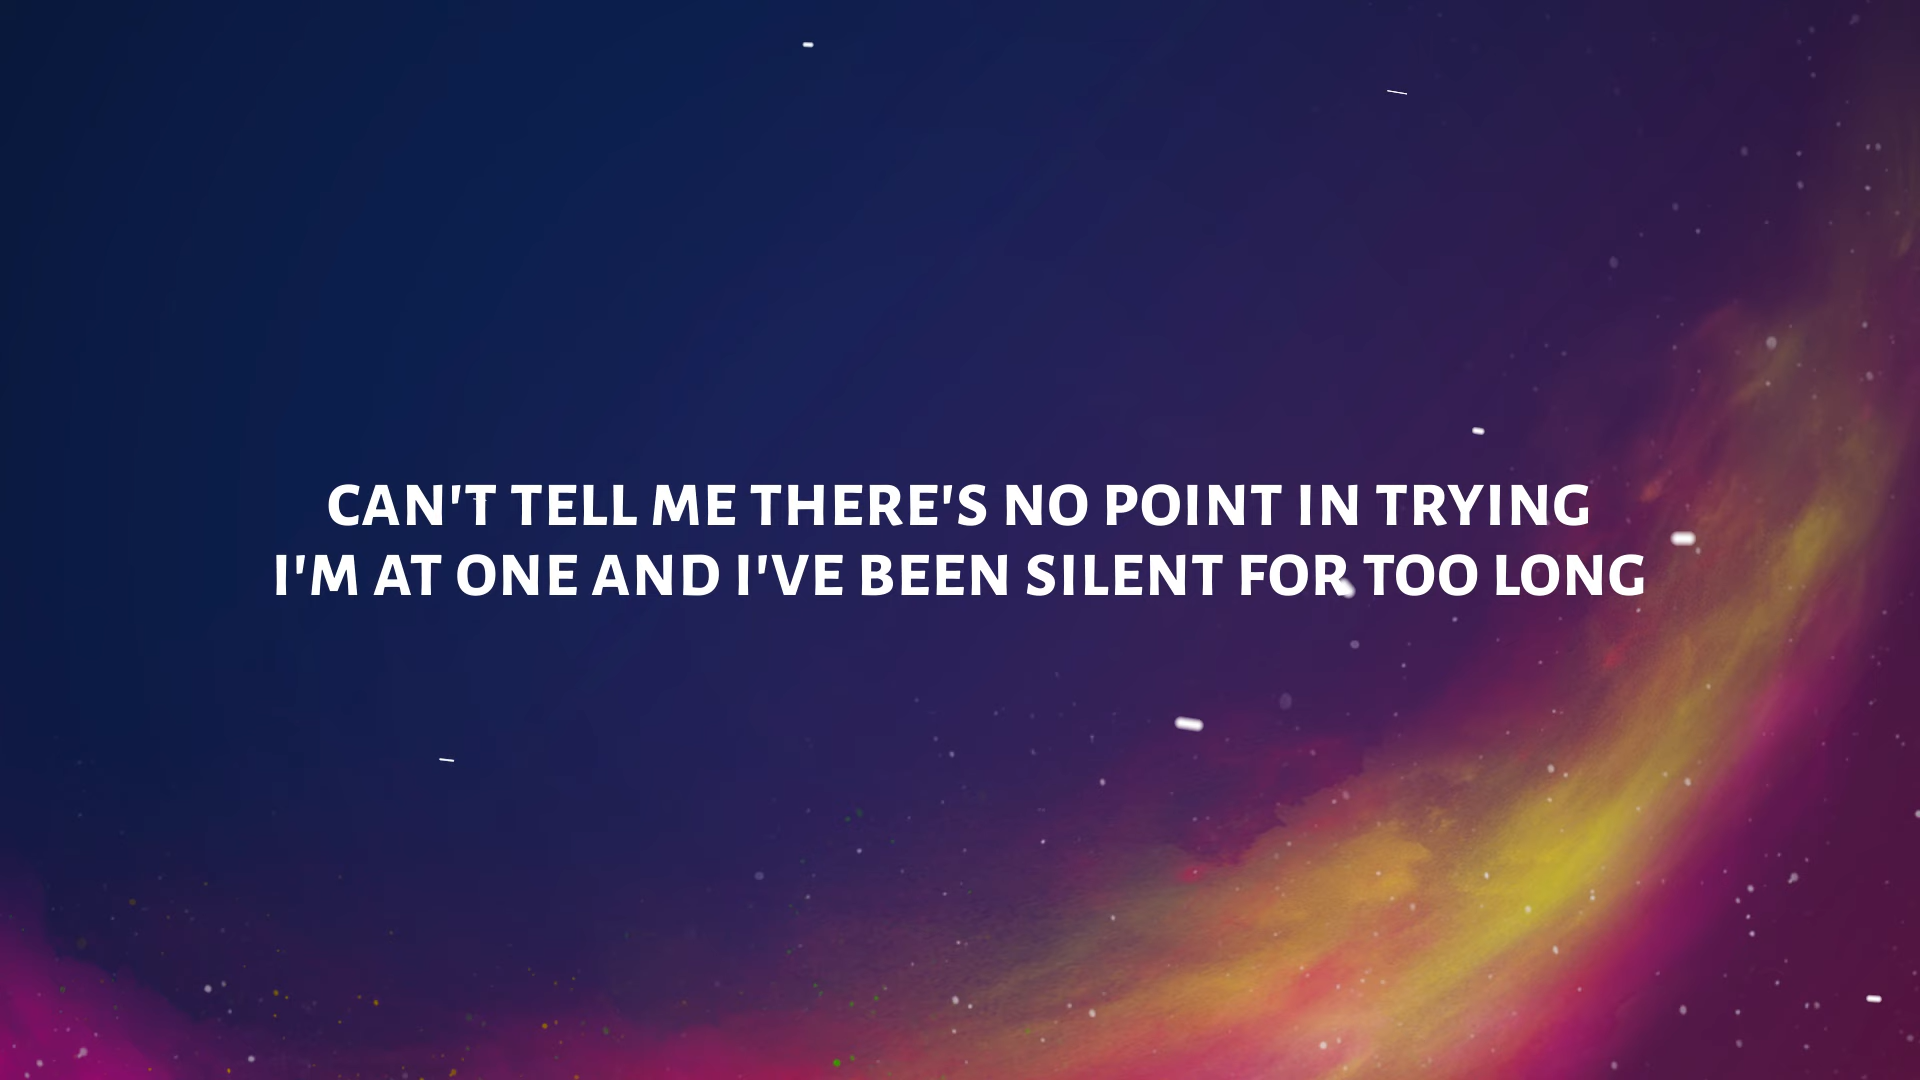 CAN'T TELL ME THERE'S NO POINT IN TRYING
I'M AT ONE AND I'VE BEEN SILENT FOR TOO LONG